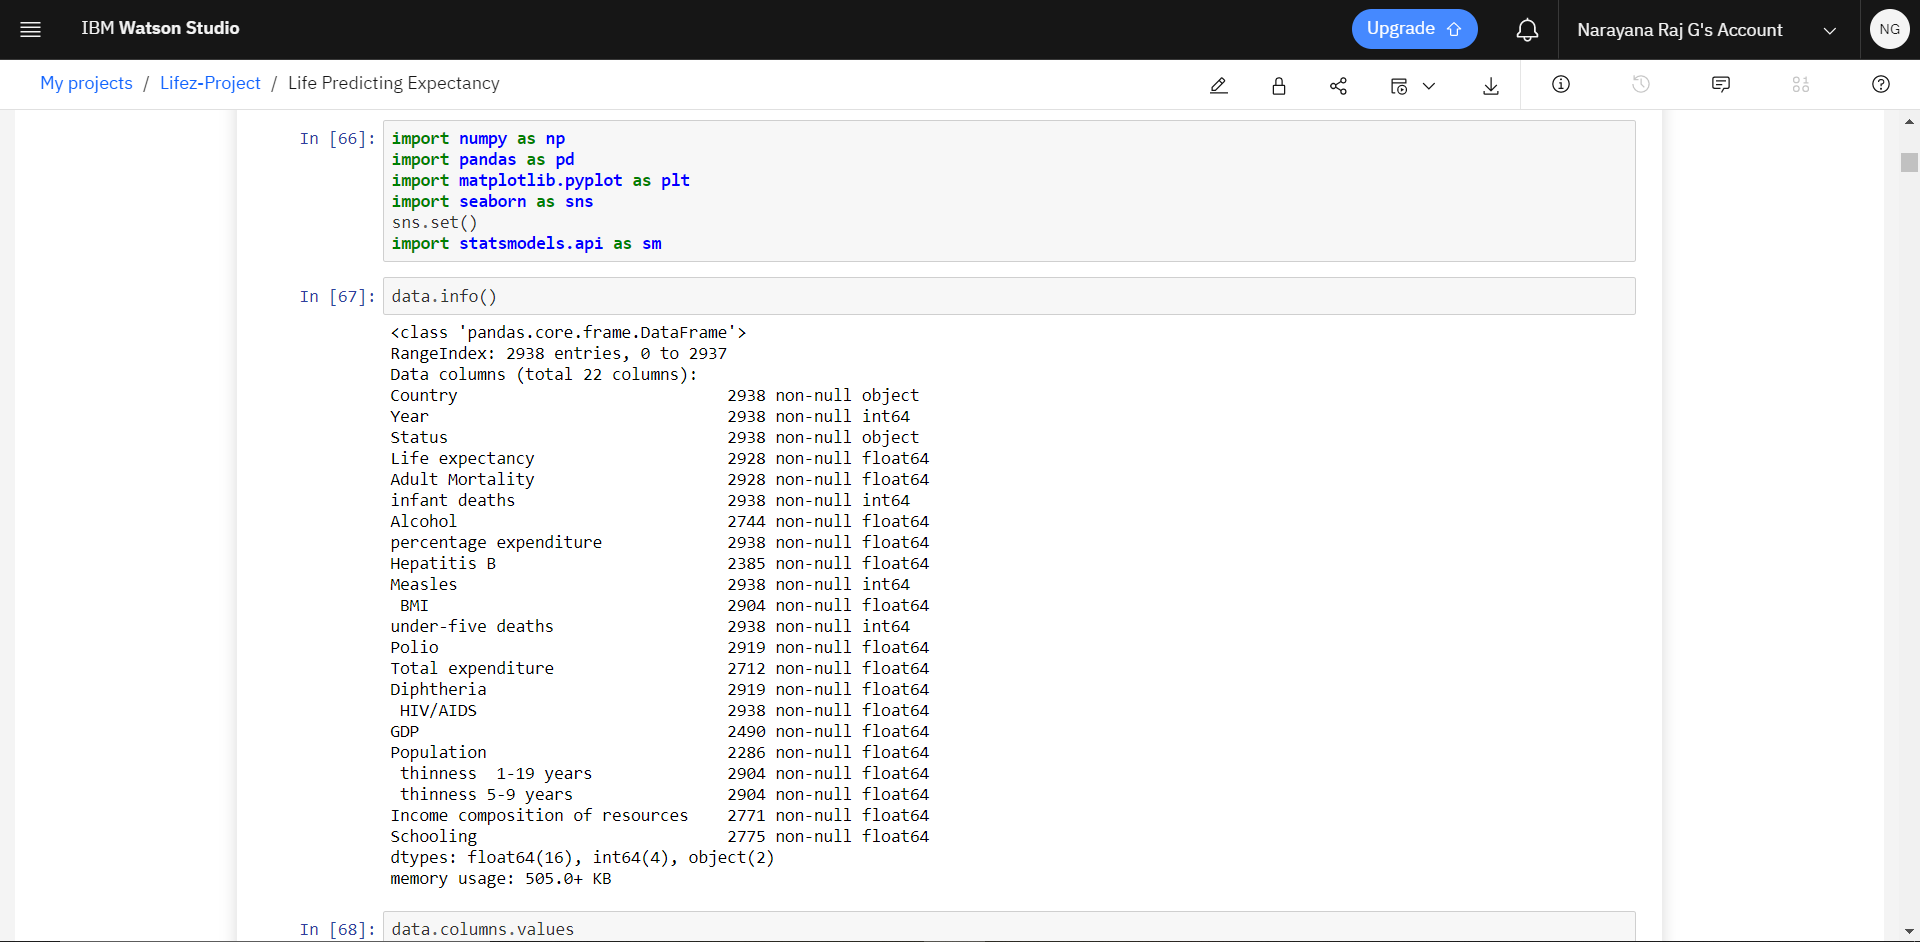 IBM Watson Studio
Upgrade
Narayana Raj G's Account
NG
My projects / Lifez-Project / Life Predicting Expectancy
In [66]: import numpy as np
import pandas as pd
import matplotlib.pyplot as plt
import seaborn as sns
sns.set()
import statsmodels.api as sm
In [67]: data.info()
<class 'pandas.core.frame.DataFrame'>
RangeIndex: 2938 entries, 0 to 2937
Data columns (total 22 columns):
Country                            2938 non-null object
Year                               2938 non-null int64
Status                             2938 non-null object
Life expectancy                    2928 non-null float64
Adult Mortality                    2928 non-null float64
infant deaths                      2938 non-null int64
Alcohol                            2744 non-null float64
percentage expenditure             2938 non-null float64
Hepatitis B                        2385 non-null float64
Measles                            2938 non-null int64
 BMI                               2904 non-null float64
under-five deaths                  2938 non-null int64
Polio                              2919 non-null float64
Total expenditure                  2712 non-null float64
Diphtheria                         2919 non-null float64
 HIV/AIDS                          2938 non-null float64
GDP                                2490 non-null float64
Population                         2286 non-null float64
 thinness  1-19 years              2904 non-null float64
 thinness 5-9 years                2904 non-null float64
Income composition of resources    2771 non-null float64
Schooling                          2775 non-null float64
dtypes: float64(16), int64(4), object(2)
memory usage: 505.0+ KB
In [68]: data.columns.values